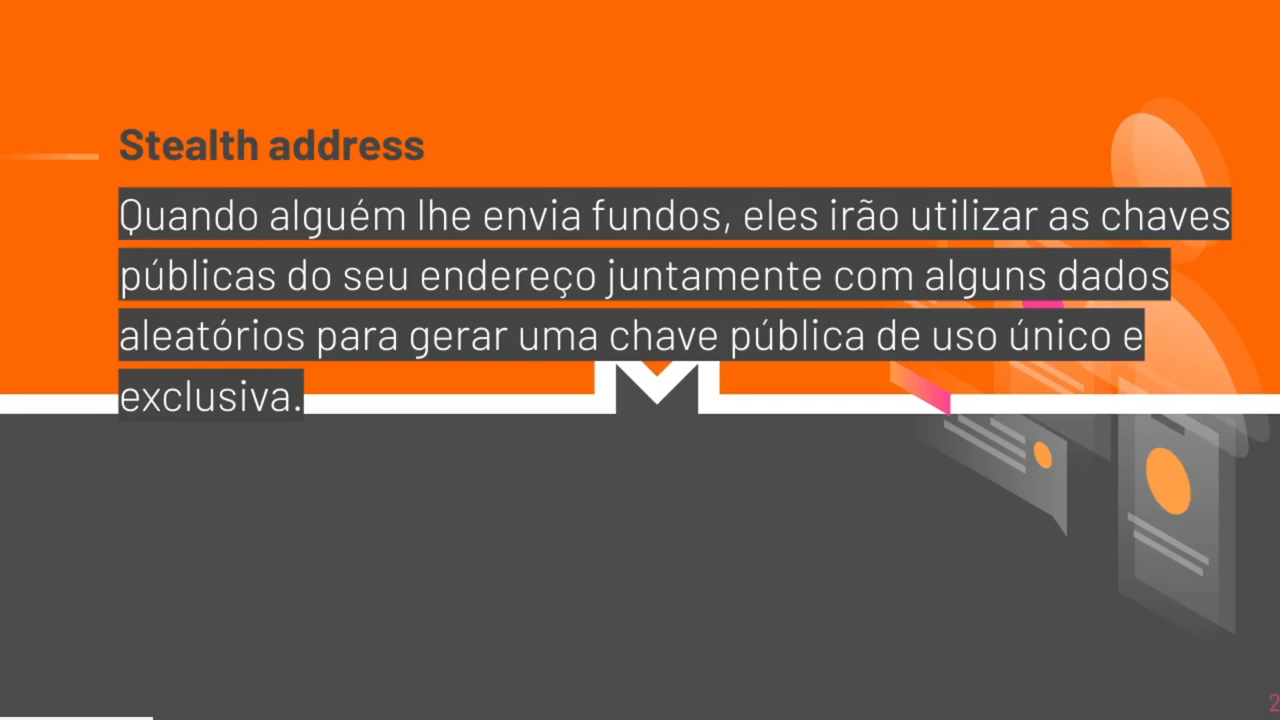 Stealth address
Quando alguém lhe envia fundos, eles irão utilizar as chaves
públicas do seu endereço juntamente com alguns dados
aleatórios para gerar uma chave pública de uso único e
exclusiva.